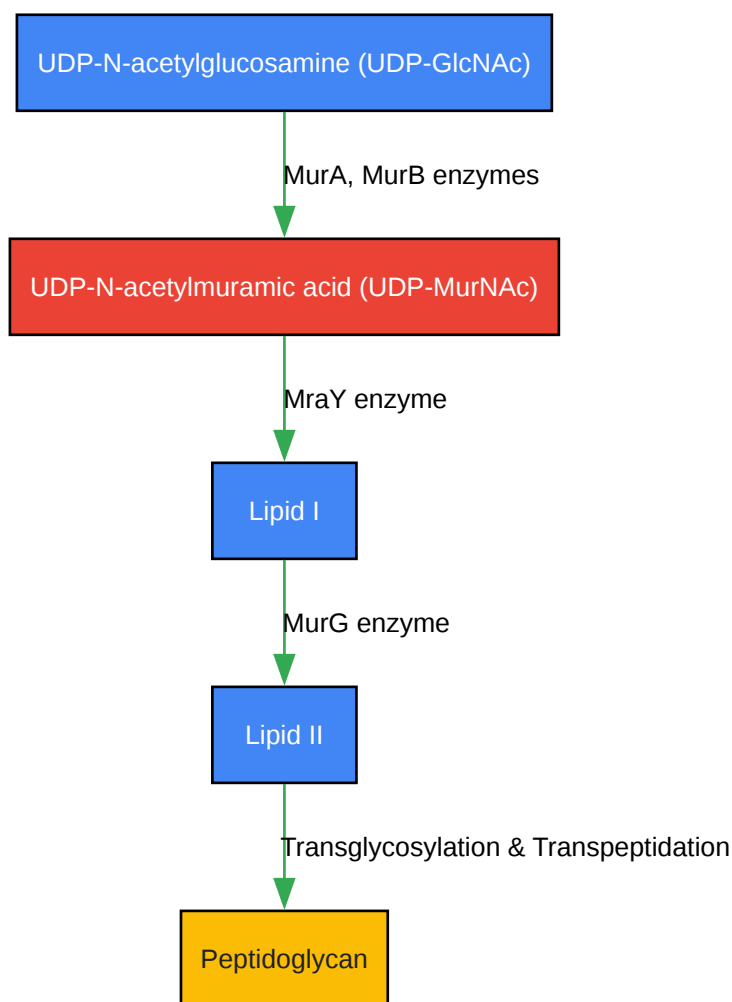 UDP-N-acetylglucosamine (UDP-GlcNAc)
MurA, MurB enzymes
UDP-N-acetylmuramic acid (UDP-MurNAc)
MraY enzyme
Lipid I
MurG enzyme
Lipid II
Transglycosylation & Transpeptidation
Peptidoglycan